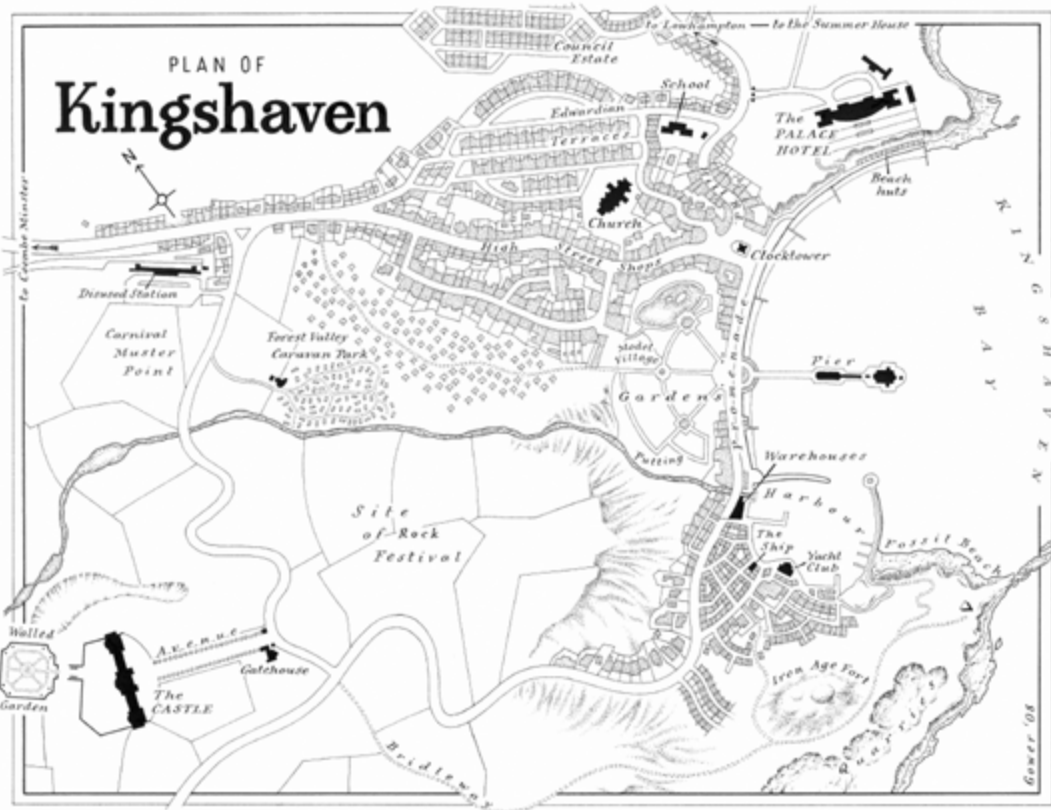 PLAN OF
Kingshaven
N
to Coombe Minster
to Lowhampton
to the Summer House
Council
Estate
School
Edwardian
Terraces
The
PALACE
HOTEL
Beach
huts
Church
Clocktower
High Street Shops
Disused Station
Carnival
Muster
Point
Forest Valley
Caravan Park
Model
Village
Gardens
Promenade
Pier
KINGSHAVEN
BAY
Putting
Warehouses
Harbour
The
Ship
Yacht
Club
Fossil Beach
Site
of Rock
Festival
Walled
Garden
Avenue
Gatehouse
The
CASTLE
Iron Age Fort
Quarries
Bridleway
Gower '08